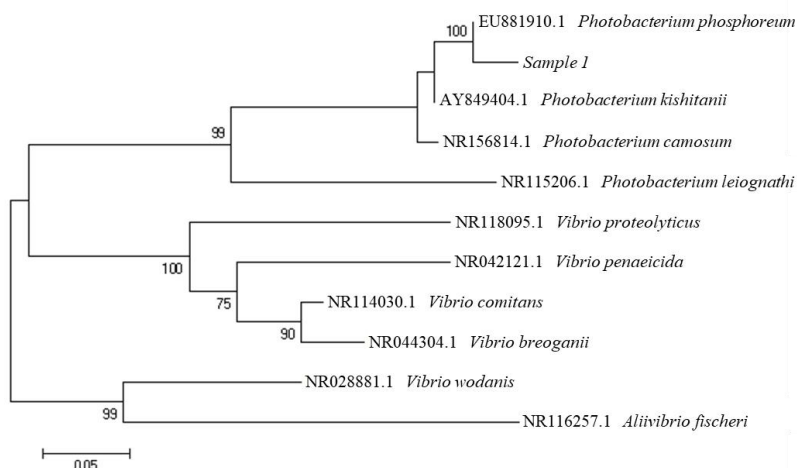 EU881910.1 Photobacterium phosphoreum
100
Sample 1
AY849404.1 Photobacterium kishitanii
99
NR156814.1 Photobacterium camosum
NR115206.1 Photobacterium leiognathi
NR118095.1 Vibrio proteolyticus
100
NR042121.1 Vibrio penaeicida
75
NR114030.1 Vibrio comitans
90
NR044304.1 Vibrio breoganii
NR028881.1 Vibrio wodanis
99
NR116257.1 Aliivibrio fischeri
0.05